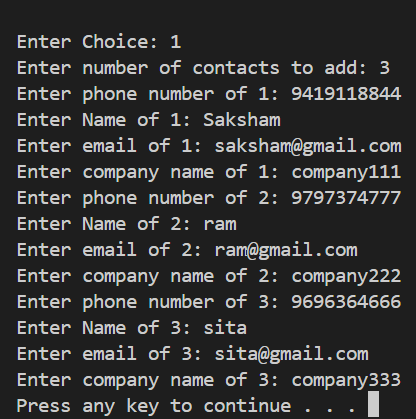 Enter Choice: 1
Enter number of contacts to add: 3
Enter phone number of 1: 9419118844
Enter Name of 1: Saksham
Enter email of 1: saksham@gmail.com
Enter company name of 1: company111
Enter phone number of 2: 9797374777
Enter Name of 2: ram
Enter email of 2: ram@gmail.com
Enter company name of 2: company222
Enter phone number of 3: 9696364666
Enter Name of 3: sita
Enter email of 3: sita@gmail.com
Enter company name of 3: company333
Press any key to continue . . .